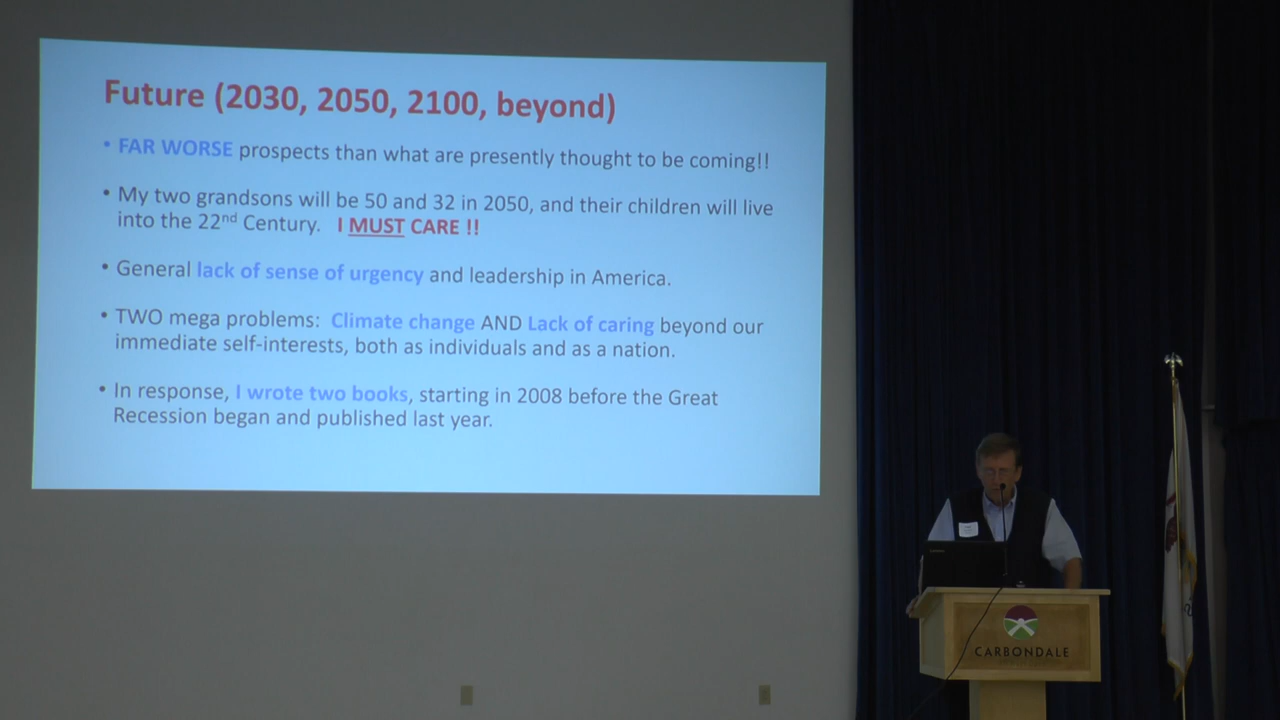 Future (2030, 2050, 2100, beyond)
• FAR WORSE prospects than what are presently thought to be coming!!
• My two grandsons will be 50 and 32 in 2050, and their children will live
into the 22nd Century. I MUST CARE !!
• General lack of sense of urgency and leadership in America.
• TWO mega problems: Climate change AND Lack of caring beyond our
immediate self-interests, both as individuals and as a nation.
• In response, I wrote two books, starting in 2008 before the Great
Recession began and published last year.
CARBONDALE